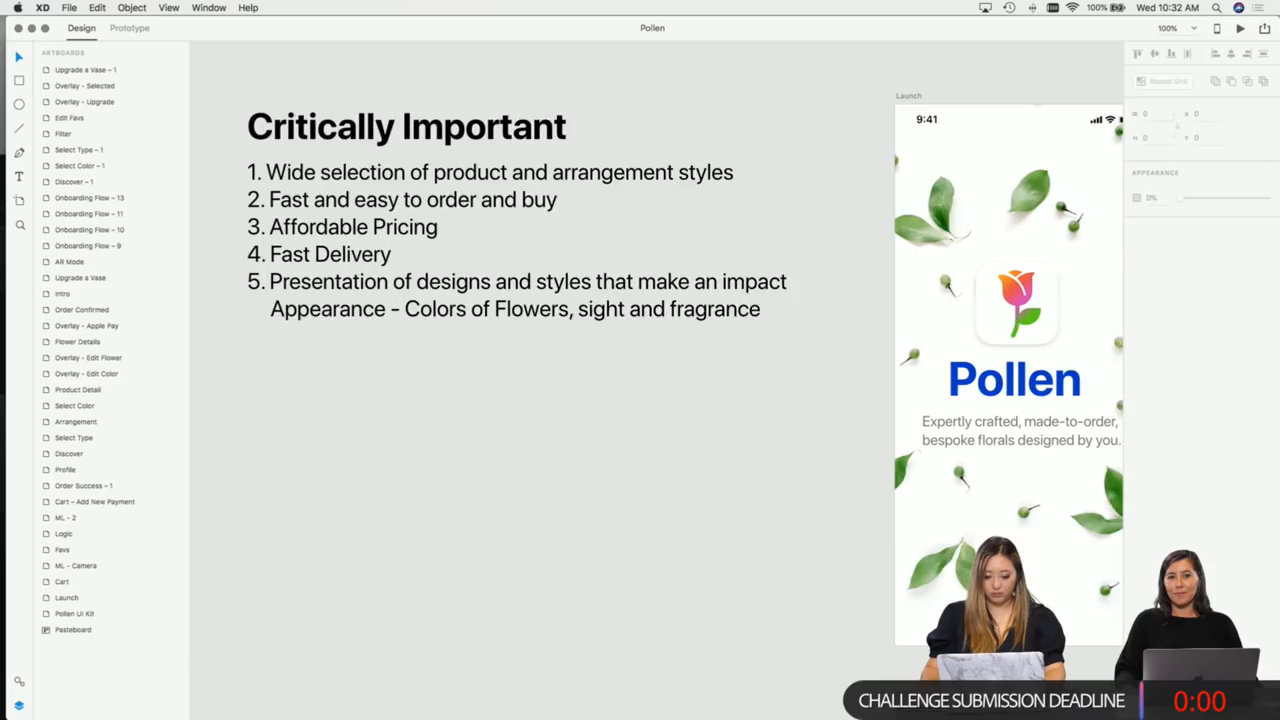 XD File Edit Object View Window Help
100% Wed 10:32 AM
Design Prototype
Pollen
100%
ARTBOARDS
Upgrade a Vase – 1
Overlay - Selected
Overlay - Upgrade
Edit Favs
Filter
Select Type – 1
Select Color – 1
Discover – 1
Onboarding Flow – 13
Onboarding Flow – 11
Onboarding Flow – 10
Onboarding Flow – 9
AR Mode
Upgrade a Vase
Intro
Order Confirmed
Overlay - Apple Pay
Flower Details
Overlay - Edit Flower
Overlay - Edit Color
Product Detail
Select Color
Arrangement
Select Type
Discover
Profile
Order Success – 1
Cart – Add New Payment
ML - 2
Logic
Favs
ML - Camera
Cart
Launch
Pollen UI Kit
Pasteboard
Critically Important
1. Wide selection of product and arrangement styles
2. Fast and easy to order and buy
3. Affordable Pricing
4. Fast Delivery
5. Presentation of designs and styles that make an impact
Appearance - Colors of Flowers, sight and fragrance
Launch
9:41
Pollen
Expertly crafted, made-to-order,
bespoke florals designed by you.
Repeat Grid
W 0 X 0
H 0 Y 0
APPEARANCE
0%
CHALLENGE SUBMISSION DEADLINE 0:00